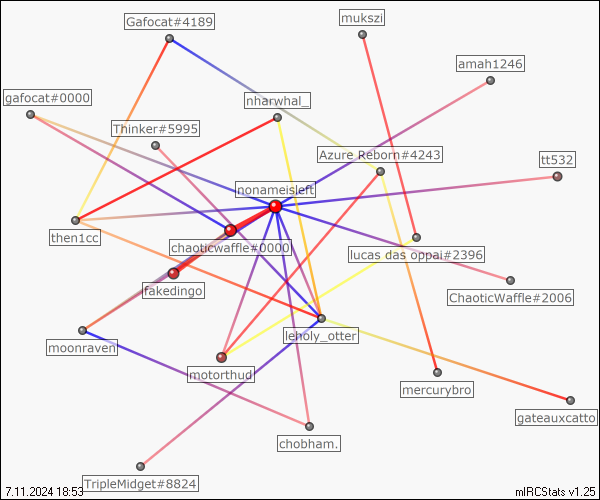 Gafocat#4189
mukszi
amah1246
gafocat#0000
nharwhal_
Thinker#5995
Azure_Reborn#4243
tt532
nonameisleft
then1cc
chaoticwaffle#0000
lucas das oppai#2396
fakedingo
ChaoticWaffle#2006
leholy_otter
moonraven
motorthud
mercurybro
gateauxcatto
chobham.
TripleMidget#8824
7.11.2024 18:53
mIRCStats v1.25